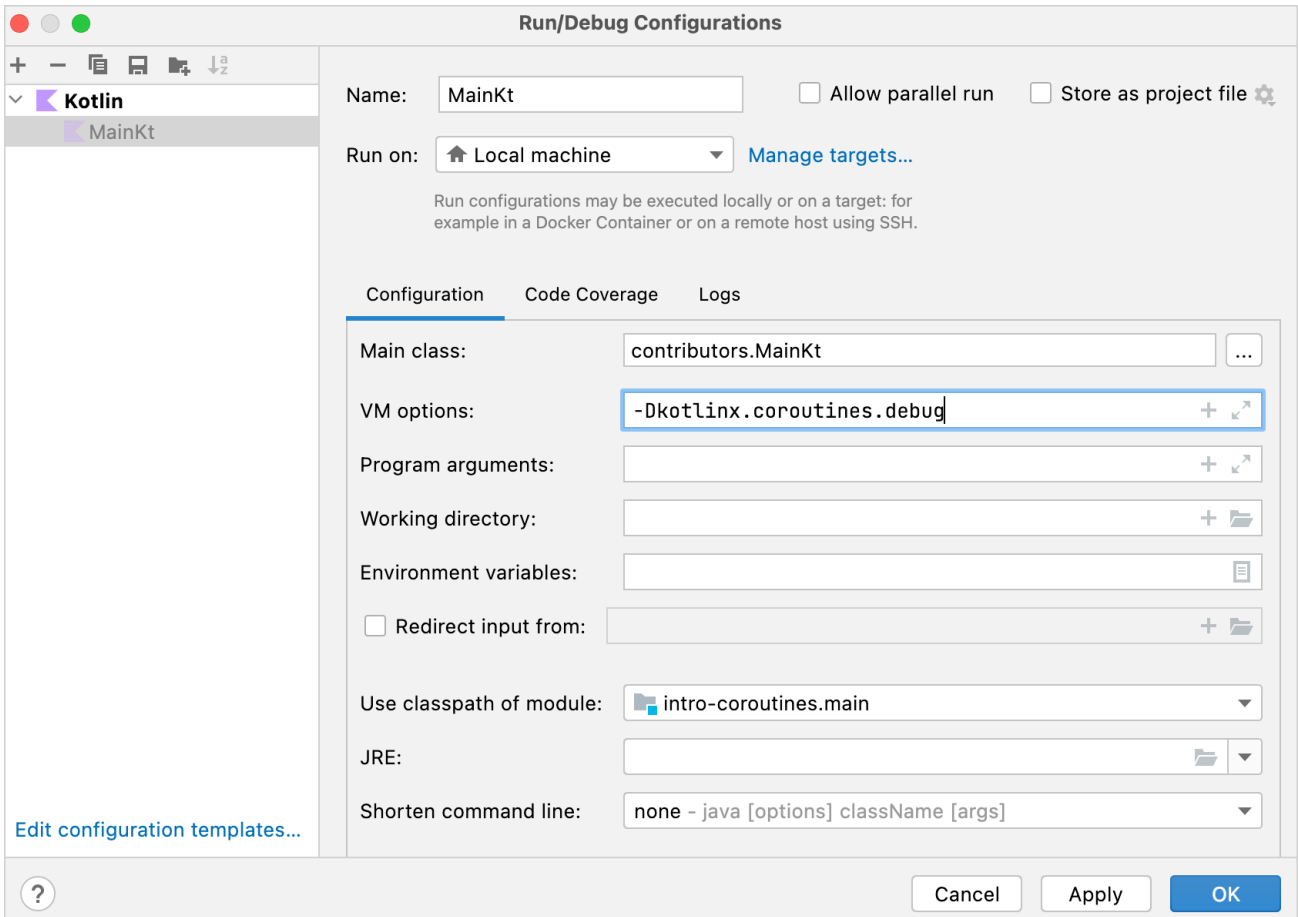 Run/Debug Configurations
Kotlin
MainKt
Edit configuration templates...
Name: MainKt Allow parallel run Store as project file
Run on: Local machine Manage targets...
Run configurations may be executed locally or on a target: for
example in a Docker Container or on a remote host using SSH.
Configuration Code Coverage Logs
Main class: contributors.MainKt ...
VM options: -Dkotlinx.coroutines.debug
Program arguments:
Working directory:
Environment variables:
Redirect input from:
Use classpath of module: intro-coroutines.main
JRE:
Shorten command line: none - java [options] className [args]
? Cancel Apply OK